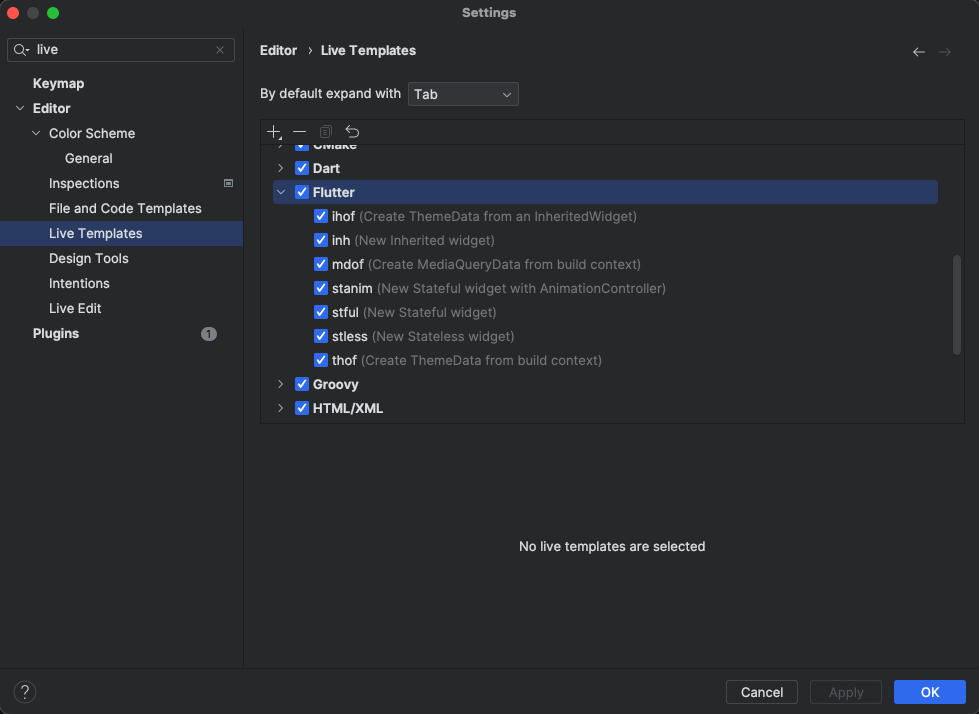 Settings
live
Keymap
Editor
Color Scheme
General
Inspections
File and Code Templates
Live Templates
Design Tools
Intentions
Live Edit
Plugins
1
Editor › Live Templates
By default expand with Tab
CMake
Dart
Flutter
ihof (Create ThemeData from an InheritedWidget)
inh (New Inherited widget)
mdof (Create MediaQueryData from build context)
stanim (New Stateful widget with AnimationController)
stful (New Stateful widget)
stless (New Stateless widget)
thof (Create ThemeData from build context)
Groovy
HTML/XML
No live templates are selected
?
Cancel
Apply
OK